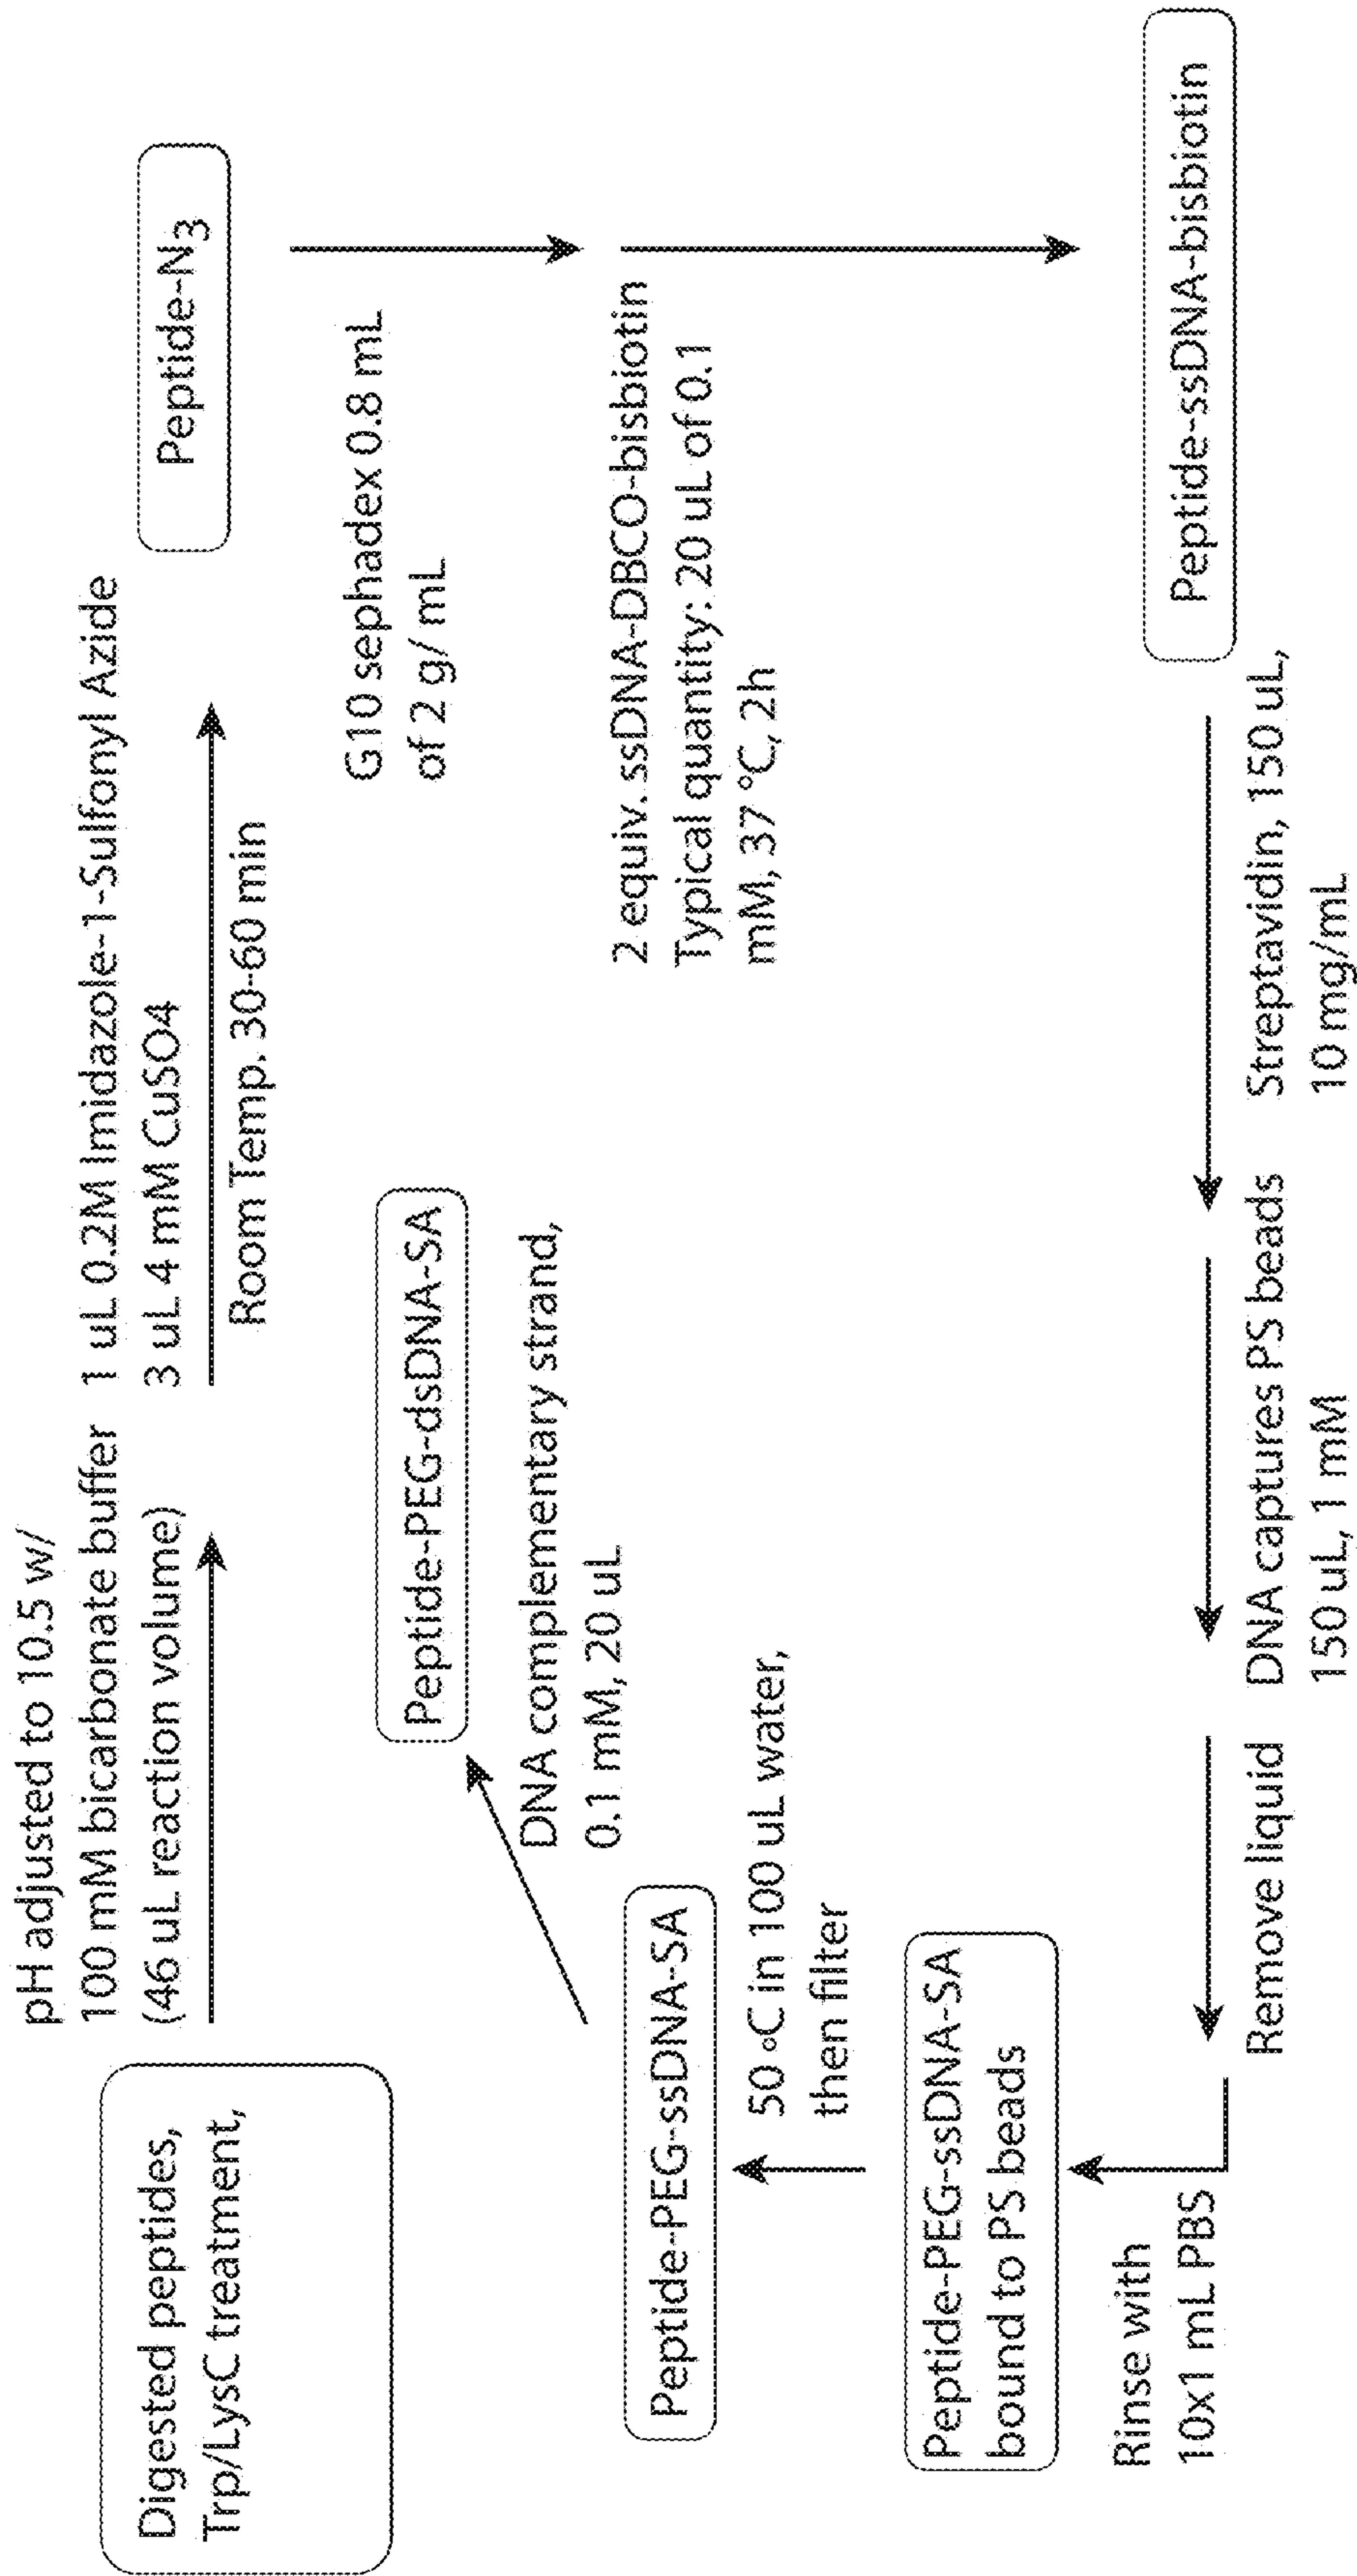 Digested peptides,
Trp/LysC treatment,
pH adjusted to 10.5 w/
100 mM bicarbonate buffer
(46 uL reaction volume)
1 uL 0.2M Imidazole-1-Sulfonyl Azide
3 uL 4 mM CuSO4
Room Temp. 30-60 min
Peptide-N3
G10 sephadex 0.8 mL
of 2 g/ mL
2 equiv. ssDNA-DBCO-bisbiotin
Typical quantity: 20 uL of 0.1
mM, 37 °C, 2h
Peptide-ssDNA-bisbiotin
Streptavidin, 150 uL,
10 mg/mL
DNA captures PS beads
150 uL, 1 mM
Remove liquid
Rinse with
10x1 mL PBS
Peptide-PEG-ssDNA-SA
bound to PS beads
50 °C in 100 uL water,
then filter
Peptide-PEG-ssDNA-SA
DNA complementary strand,
0.1 mM, 20 uL
Peptide-PEG-dsDNA-SA